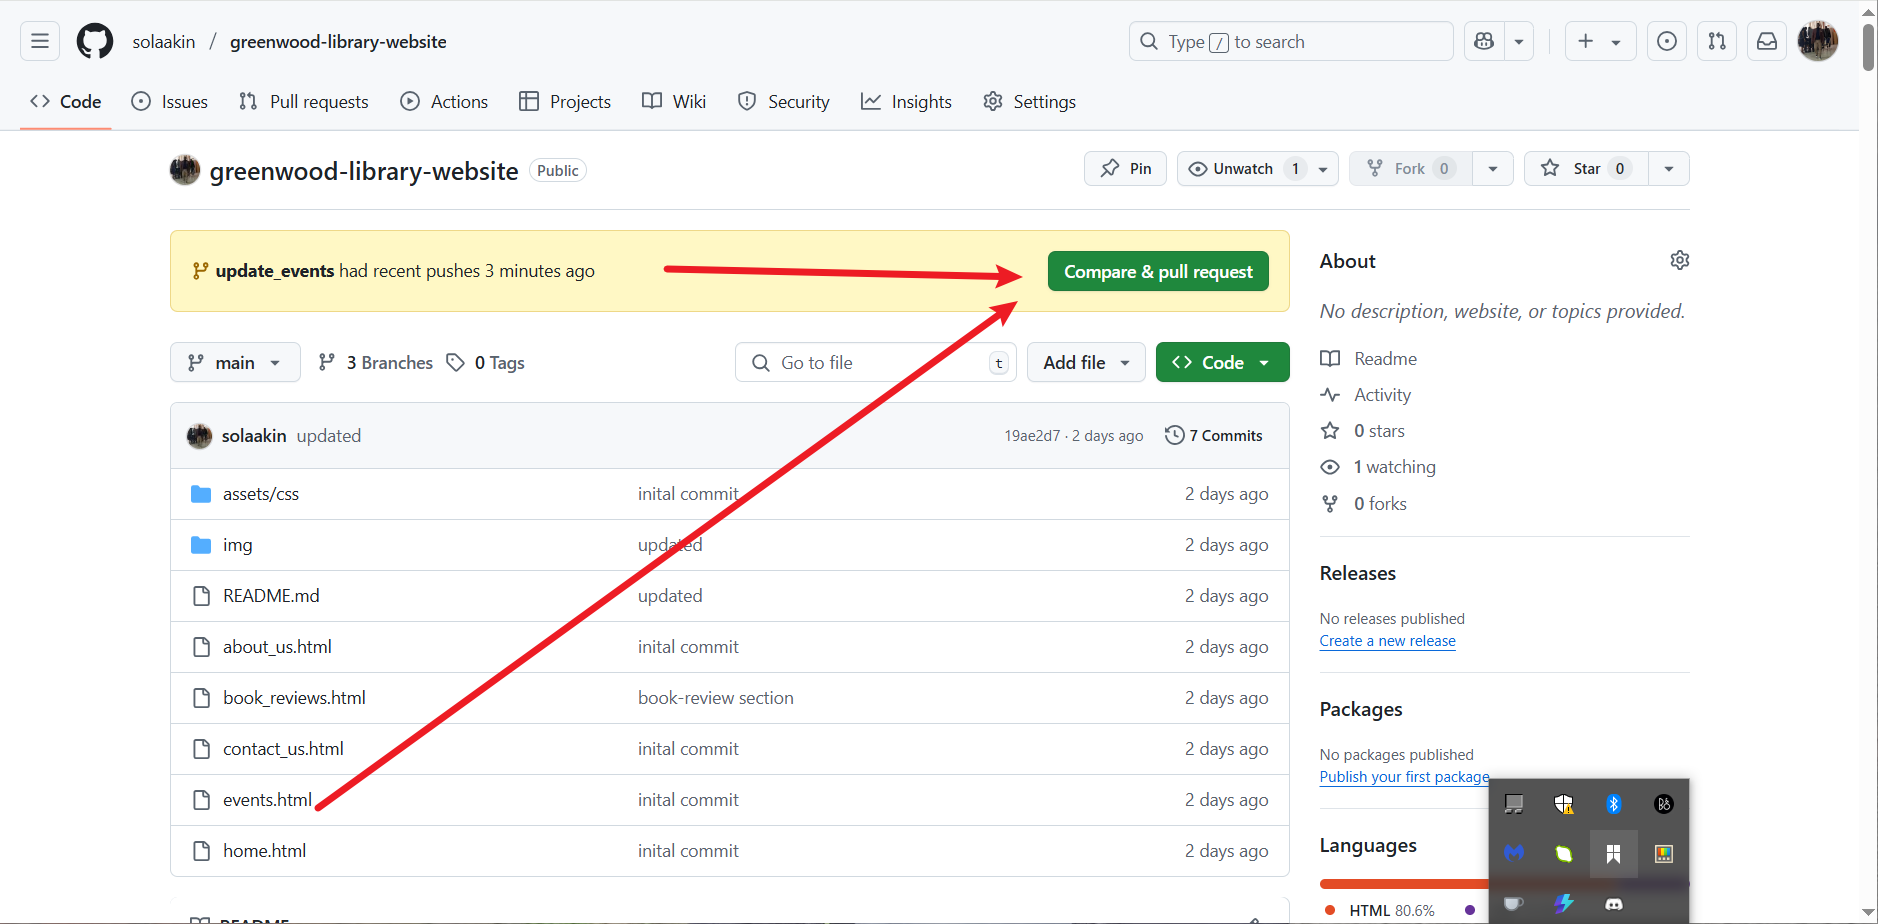 solaakin / greenwood-library-website
Type / to search
Code Issues Pull requests Actions Projects Wiki Security Insights Settings
greenwood-library-website Public
Pin Unwatch 1 Fork 0 Star 0
update_events had recent pushes 3 minutes ago
Compare & pull request
main 3 Branches 0 Tags
Go to file t Add file Code
solaakin updated 19ae2d7 · 2 days ago 7 Commits
assets/css inital commit 2 days ago
img updated 2 days ago
README.md updated 2 days ago
about_us.html inital commit 2 days ago
book_reviews.html book-review section 2 days ago
contact_us.html inital commit 2 days ago
events.html inital commit 2 days ago
home.html inital commit 2 days ago
README
About
No description, website, or topics provided.
Readme
Activity
0 stars
1 watching
0 forks
Releases
No releases published
Create a new release
Packages
No packages published
Publish your first package
Languages
HTML 80.6%